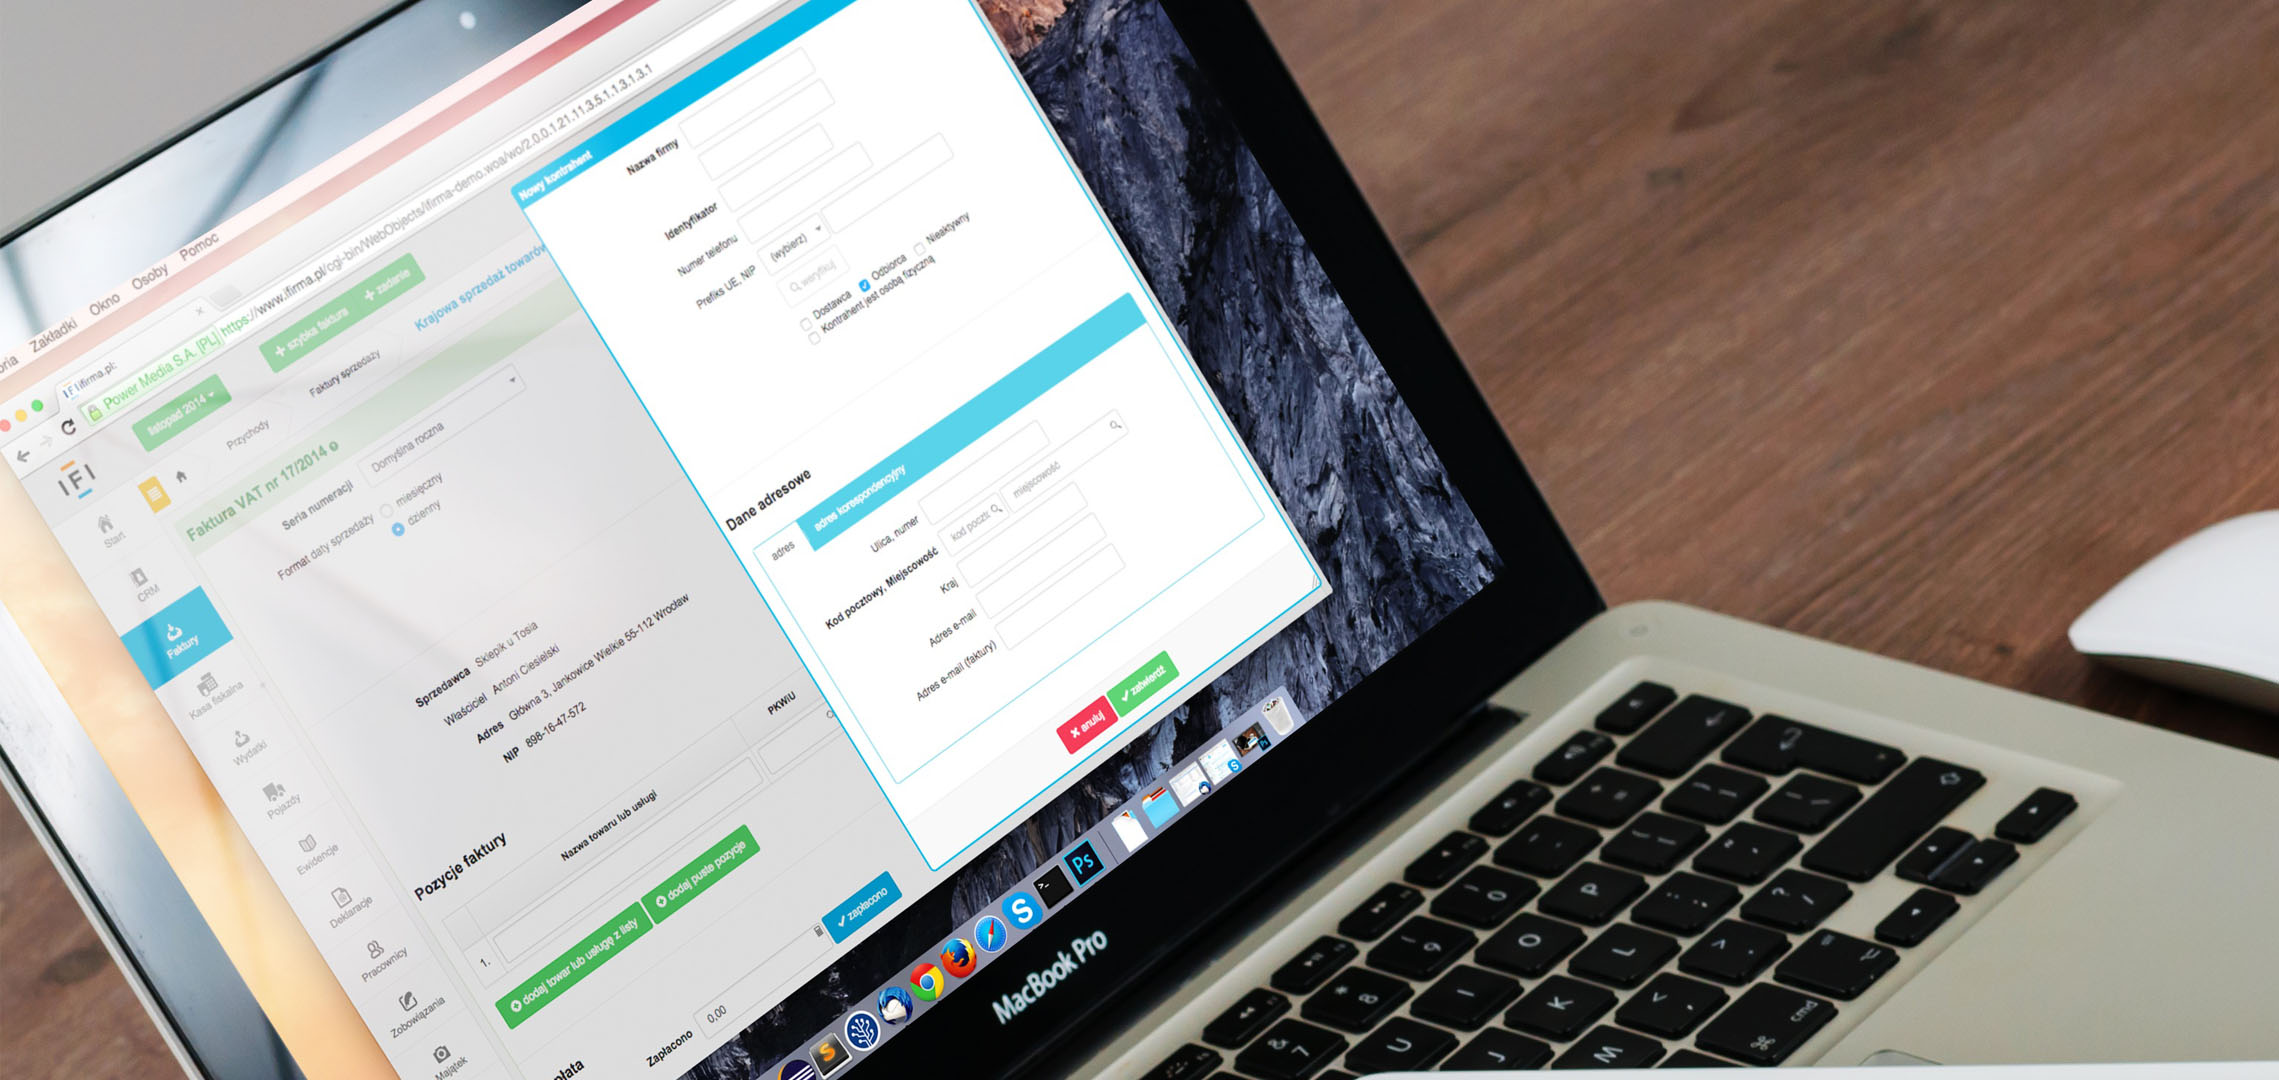 oria Zakładki Okno Osoby Pomoc
ifirma.pl:
Power Media S.A. [PL] https://www.ifirma.pl/cgi-bin/WebObjects/ifirma-demo.woa/wo/2.0.0.1.21.11.3.5.1.1.3.1.3.1
IFI
listopad 2014
+ szybka faktura
+ zadanie
Przychody
Faktury sprzedaży
Krajowa sprzedaż towarów
Start
CRM
Faktury
Kasa fiskalna
Wydatki
Pojazdy
Ewidencje
Deklaracje
Pracownicy
Zobowiązania
Majątek
Faktura VAT nr 17/2014
Seria numeracji Domyślna roczna
Format daty sprzedaży miesięczny
dzienny
Sprzedawca Sklepik u Tosia
Właściciel Antoni Ciesielski
Adres Główna 3, Jankowice Wielkie 55-112 Wrocław
NIP 898-16-47-572
Pozycje faktury
Nazwa towaru lub usługi
PKWiU
1.
dodaj towar lub usługę z listy
dodaj puste pozycje
Zapłacono 0,00
zapłacono
płata
Nowy kontrahent
Nazwa firmy
Identyfikator
Numer telefonu
Prefiks UE, NIP (wybierz)
weryfikuj
Dostawca Odbiorca Nieaktywny
Kontrahent jest osobą fizyczną
Dane adresowe
adres
adres korespondencyjny
Ulica, numer
Kod pocztowy, Miejscowość kod poczt miejscowość
Kraj
Adres e-mail
Adres e-mail (faktury)
anuluj
zatwierdź
Ps
MacBook Pro
cmd